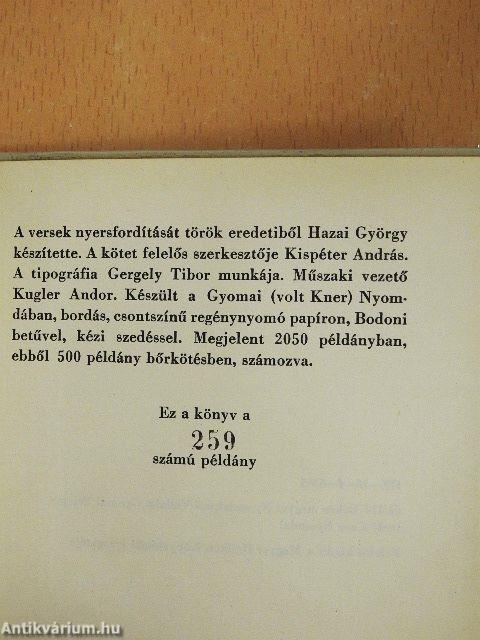 A versek nyersfordítását török eredetiből Hazai György
készítette. A kötet felelős szerkesztője Kispéter András.
A tipográfia Gergely Tibor munkája. Műszaki vezető
Kugler Andor. Készült a Gyomai (volt Kner) Nyom-
dában, bordás, csontszínű regénynyomó papíron, Bodoni
betűvel, kézi szedéssel. Megjelent 2050 példányban,
ebből 500 példány bőrkötésben, számozva.
Ez a könyv a
259
számú példány
Antikvárium.hu